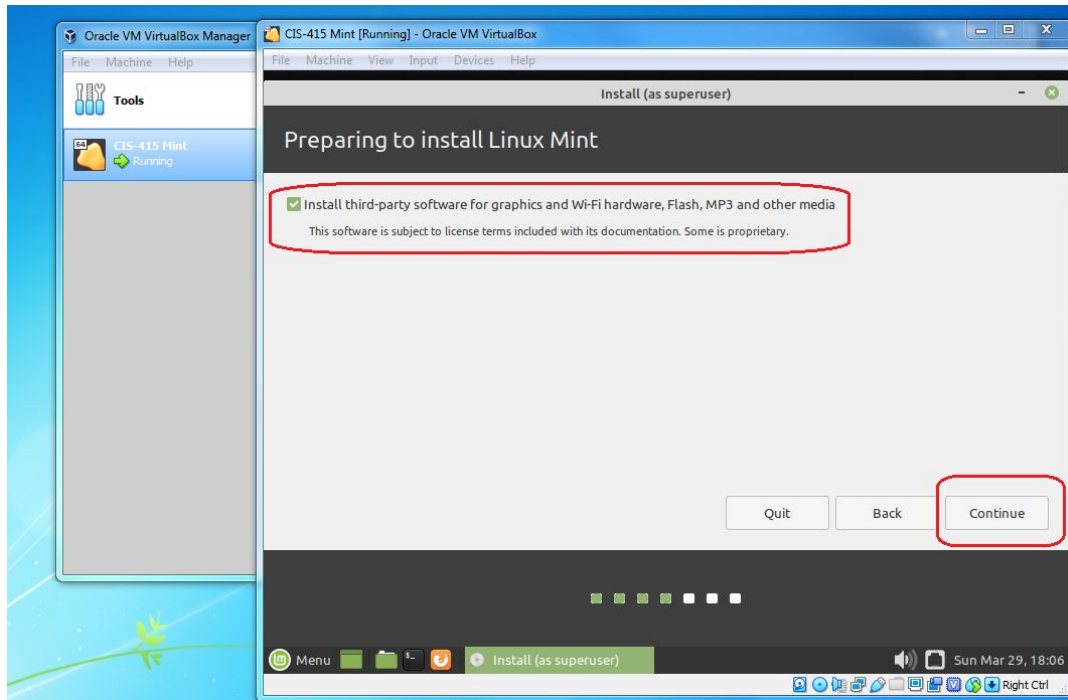 Oracle VM VirtualBox Manager
File Machine Help
Tools
64
CIS-415 Mint
Running
CIS-415 Mint [Running] - Oracle VM VirtualBox
File Machine View Input Devices Help
Install (as superuser)
Preparing to install Linux Mint
Install third-party software for graphics and Wi-Fi hardware, Flash, MP3 and other media
This software is subject to license terms included with its documentation. Some is proprietary.
Quit Back Continue
Menu Install (as superuser) Sun Mar 29, 18:06
Right Ctrl